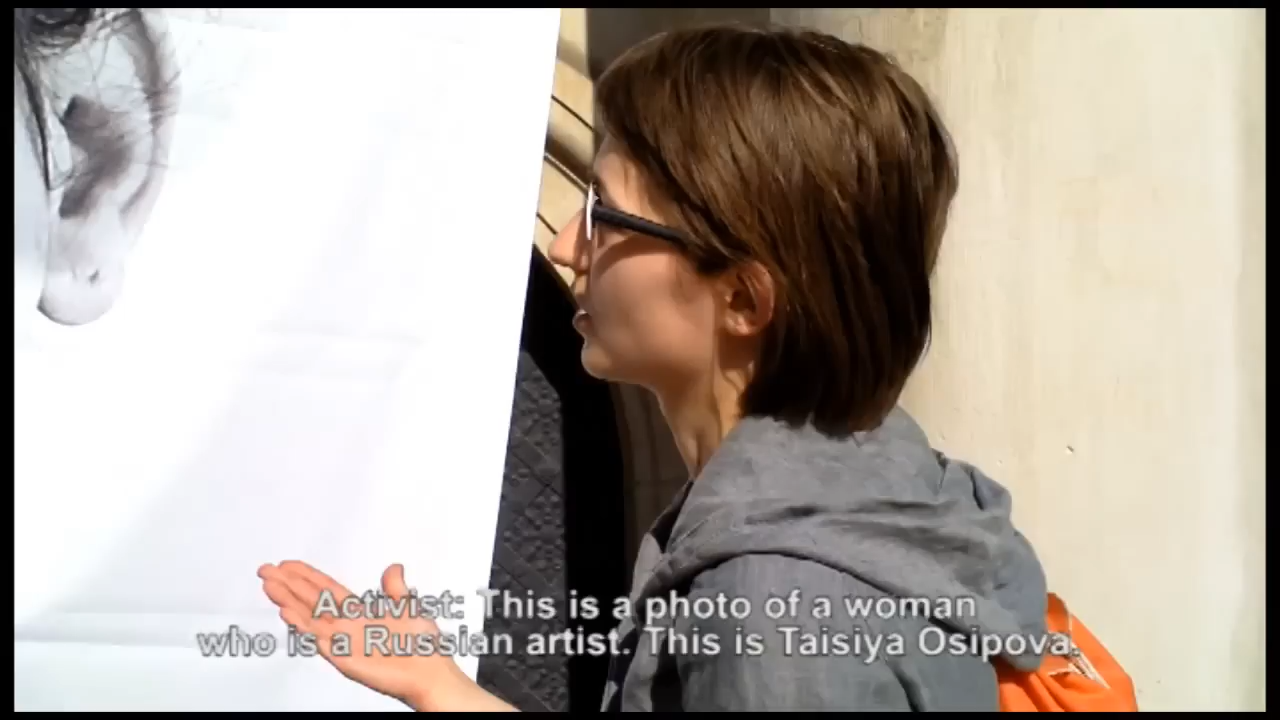 Activist: This is a photo of a woman
who is a Russian artist. This is Taisiya Osipova.